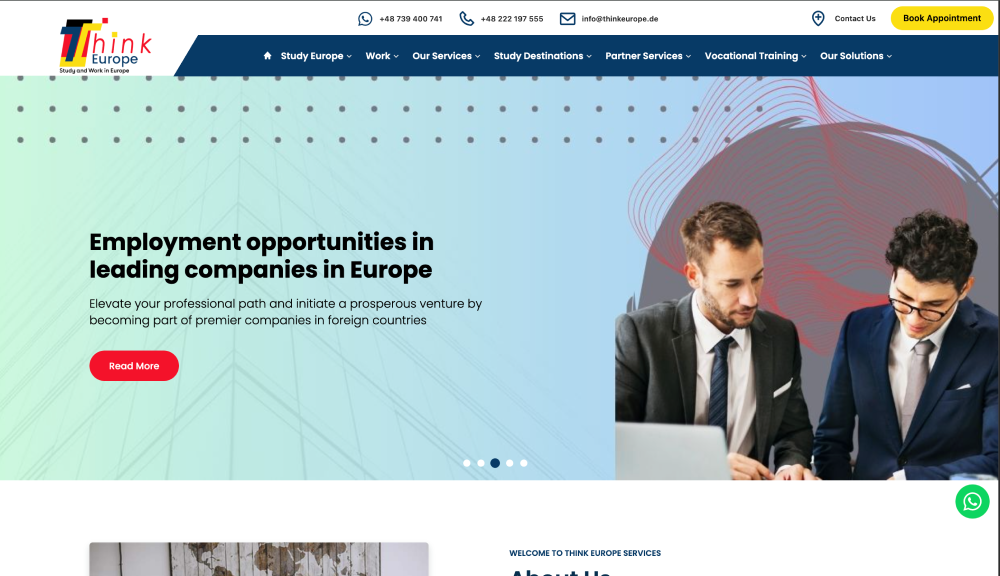 +48 739 400 741
+48 222 197 555
info@thinkeurope.de
Contact Us
Book Appointment
Think
Europe
Study and Work in Europe
Study Europe
Work
Our Services
Study Destinations
Partner Services
Vocational Training
Our Solutions
Employment opportunities in
leading companies in Europe
Elevate your professional path and initiate a prosperous venture by
becoming part of premier companies in foreign countries
Read More
WELCOME TO THINK EUROPE SERVICES
About Us